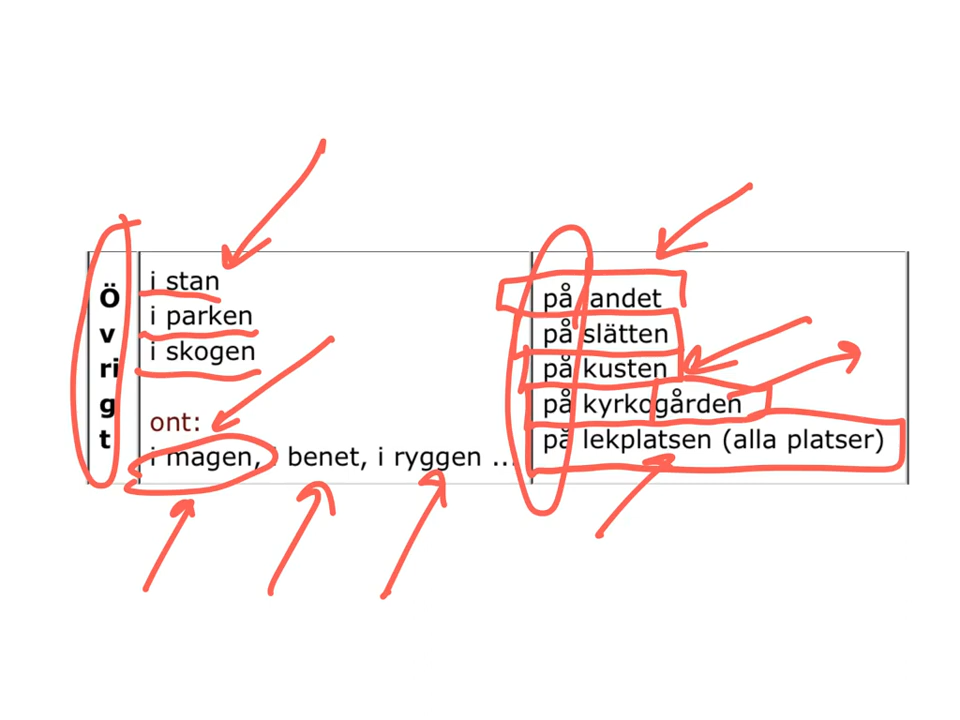 Övrigt
i stan
i parken
i skogen
ont:
i magen, i benet, i ryggen ...
på landet
på slätten
på kusten
på kyrkogården
på lekplatsen (alla platser)